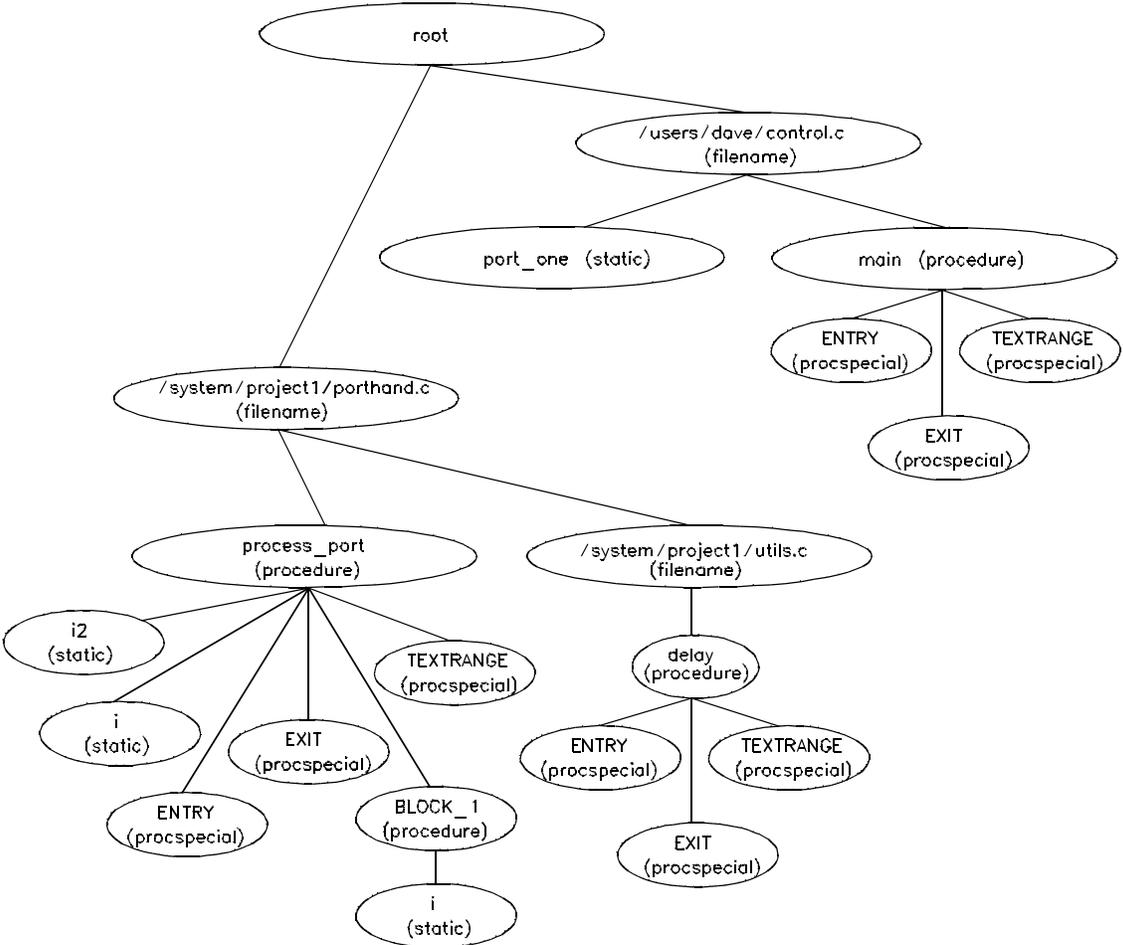 root
/users/dave/control.c
(filename)
port_one (static)
main (procedure)
ENTRY
(procspecial)
TEXTRANGE
(procspecial)
EXIT
(procspecial)
/system/project1/porthand.c
(filename)
process_port
(procedure)
/system/project1/utils.c
(filename)
i2
(static)
TEXTRANGE
(procspecial)
delay
(procedure)
i
(static)
EXIT
(procspecial)
ENTRY
(procspecial)
TEXTRANGE
(procspecial)
ENTRY
(procspecial)
BLOCK_1
(procedure)
EXIT
(procspecial)
i
(static)